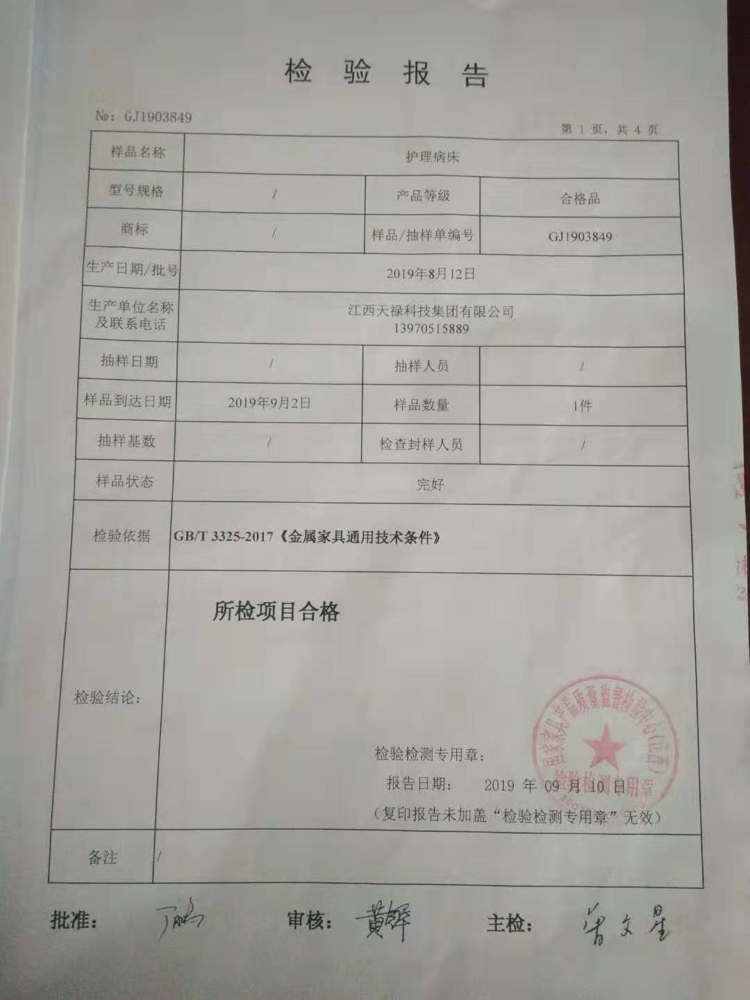 检验报告
№：GJ1903849
第 1 页，共 4 页
样品名称 护理病床
型号规格 / 产品等级 合格品
商标 / 样品/抽样单编号 GJ1903849
生产日期/批号 2019年8月12日
生产单位名称及联系电话 江西天禄科技集团有限公司
13970515889
抽样日期 / 抽样人员 /
样品到达日期 2019年9月2日 样品数量 1件
抽样基数 / 检查封样人员 /
样品状态 完好
检验依据 GB/T 3325-2017《金属家具通用技术条件》
所检项目合格
检验结论：
国家家具产品质量监督检验中心(江西)
检验检测专用章
检验检测专用章：
报告日期： 2019 年 09 月 10 日
（复印报告未加盖“检验检测专用章”无效）
备注 /
批准： 审核： 黄辉 主检： 曾文星